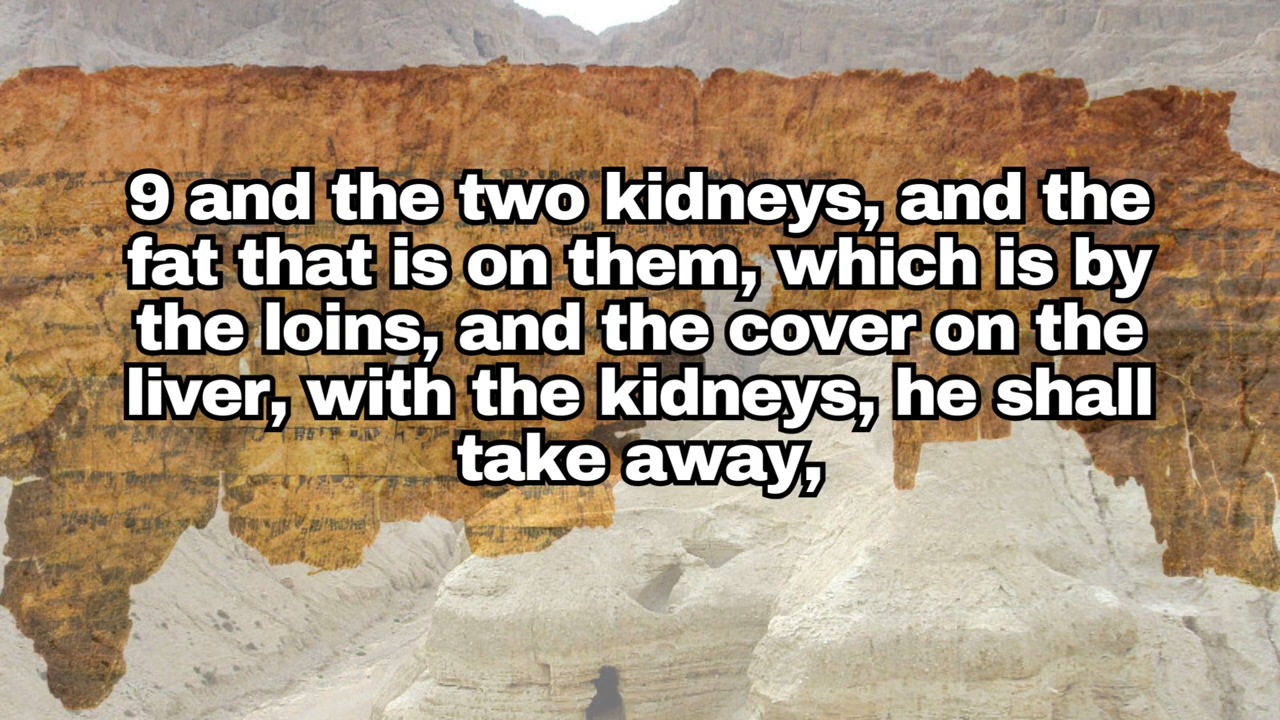 9 and the two kidneys, and the
fat that is on them, which is by
the loins, and the cover on the
liver, with the kidneys, he shall
take away,